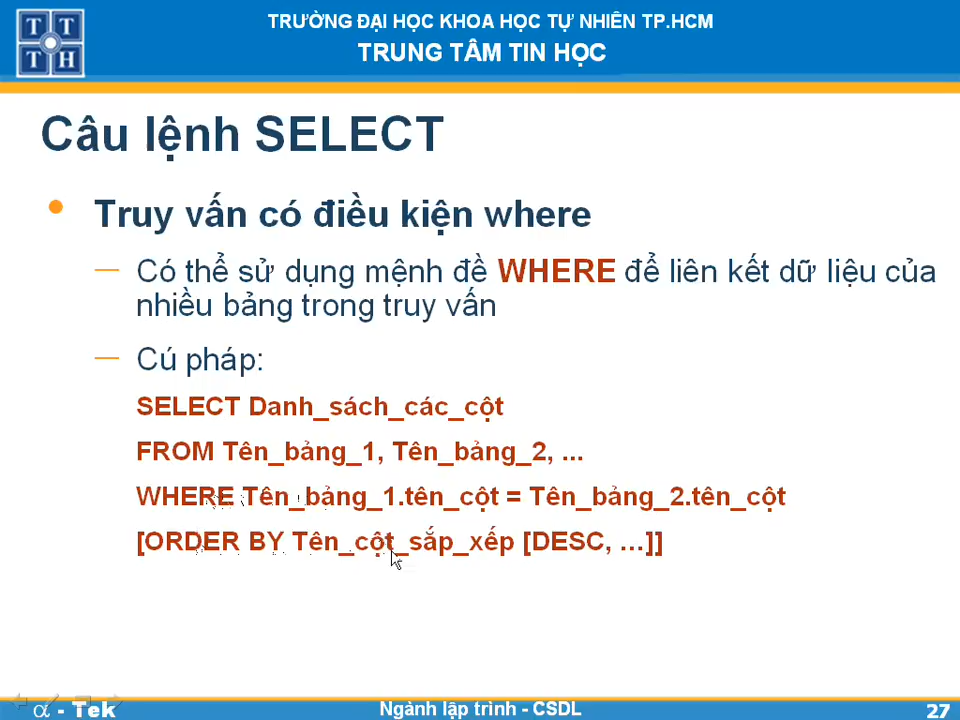 TRƯỜNG ĐẠI HỌC KHOA HỌC TỰ NHIÊN TP.HCM
TRUNG TÂM TIN HỌC
T T
T H
Câu lệnh SELECT
• Truy vấn có điều kiện where
— Có thể sử dụng mệnh đề WHERE để liên kết dữ liệu của
nhiều bảng trong truy vấn
— Cú pháp:
SELECT Danh_sách_các_cột
FROM Tên_bảng_1, Tên_bảng_2, ...
WHERE Tên_bảng_1.tên_cột = Tên_bảng_2.tên_cột
[ORDER BY Tên_cột_sắp_xếp [DESC, ...]]
α - Tek
Ngành lập trình - CSDL
27